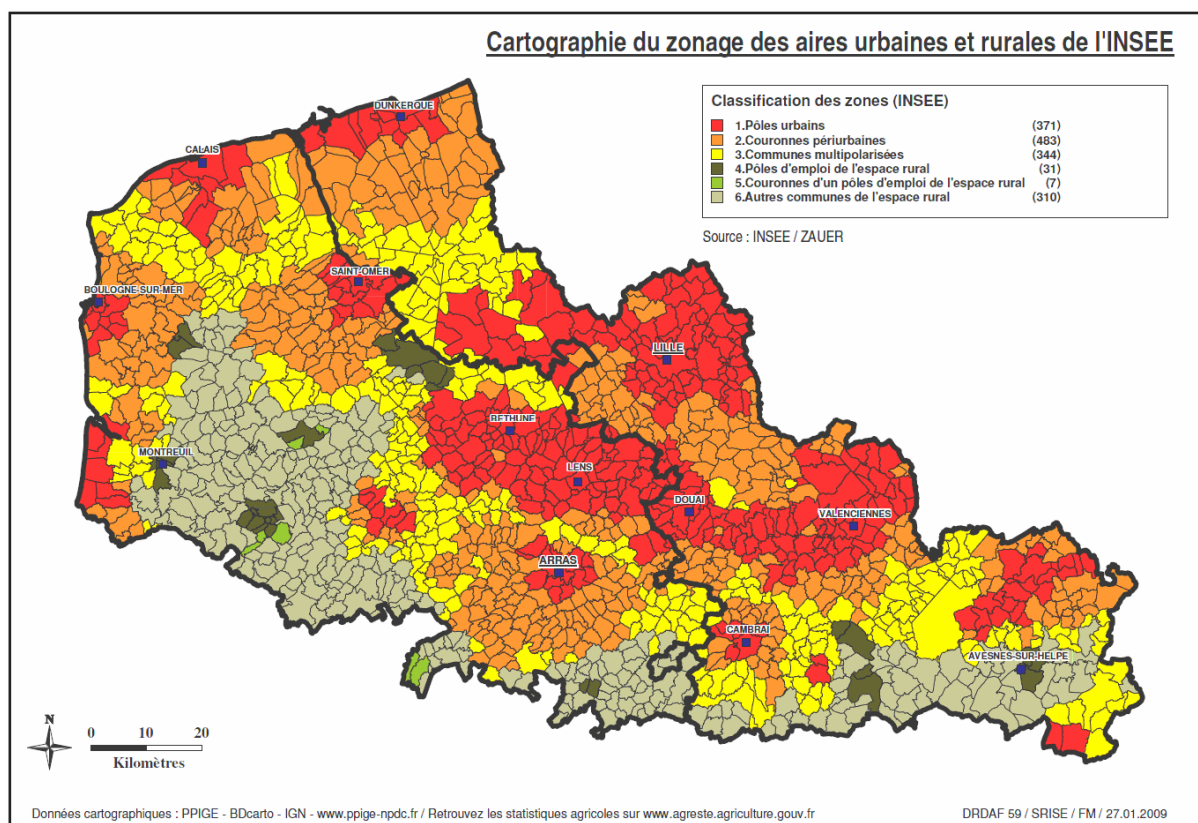 Cartographie du zonage des aires urbaines et rurales de l'INSEE
Classification des zones (INSEE)
1.Pôles urbains (371)
2.Couronnes périurbaines (483)
3.Communes multipolarisées (344)
4.Pôles d'emploi de l'espace rural (31)
5.Couronnes d'un pôles d'emploi de l'espace rural (7)
6.Autres communes de l'espace rural (310)
Source : INSEE / ZAUER
DUNKERQUE
CALAIS
SAINT-OMER
BOULOGNE-SUR-MER
LILLE
BETHUNE
MONTREUIL
LENS
DOUAI
VALENCIENNES
ARRAS
CAMBRAI
AVESNES-SUR-HELPE
N
0 10 20
Kilomètres
Données cartographiques : PPIGE - BDcarto - IGN - www.ppige-npdc.fr / Retrouvez les statistiques agricoles sur www.agreste.agriculture.gouv.fr
DRDAF 59 / SRISE / FM / 27.01.2009